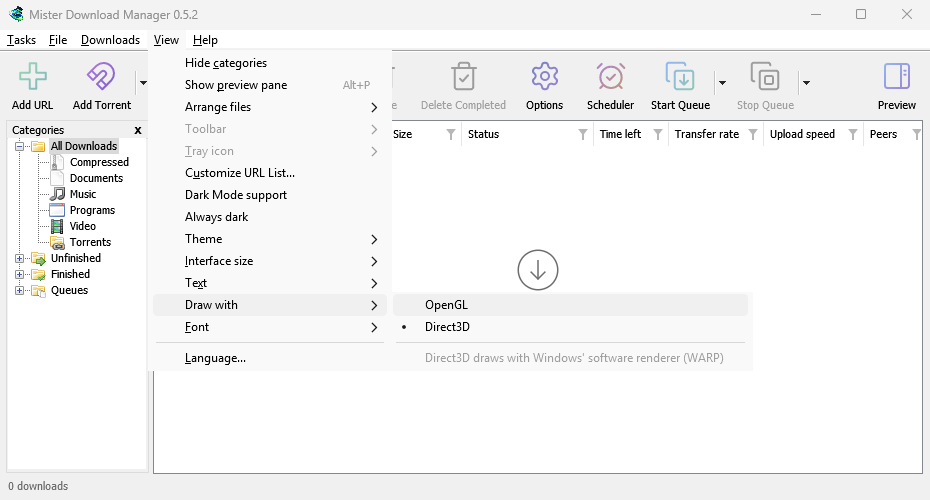 Mister Download Manager 0.5.2
Tasks File Downloads View Help
Add URL Add Torrent Delete Completed Options Scheduler Start Queue Stop Queue Preview
Hide categories
Show preview pane Alt+P
Arrange files
Toolbar
Tray icon
Customize URL List...
Dark Mode support
Always dark
Theme
Interface size
Text
Draw with
Font
Language...
OpenGL
• Direct3D
Direct3D draws with Windows' software renderer (WARP)
Categories x
All Downloads
Compressed
Documents
Music
Programs
Video
Torrents
Unfinished
Finished
Queues
Size Status Time left Transfer rate Upload speed Peers
0 downloads